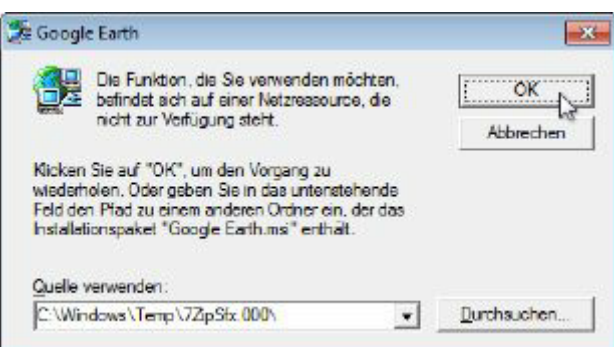 Google Earth
Die Funktion, die Sie verwenden möchten,
befindet sich auf einer Netzressource, die
nicht zur Verfügung steht.
OK
Abbrechen
Klicken Sie auf "OK", um den Vorgang zu
wiederholen. Oder geben Sie in das untenstehende
Feld den Pfad zu einem anderen Ordner ein, der das
Installationspaket "Google Earth.msi" enthält.
Quelle verwenden:
C:\Windows\Temp\7ZipSfx.000\
Durchsuchen...